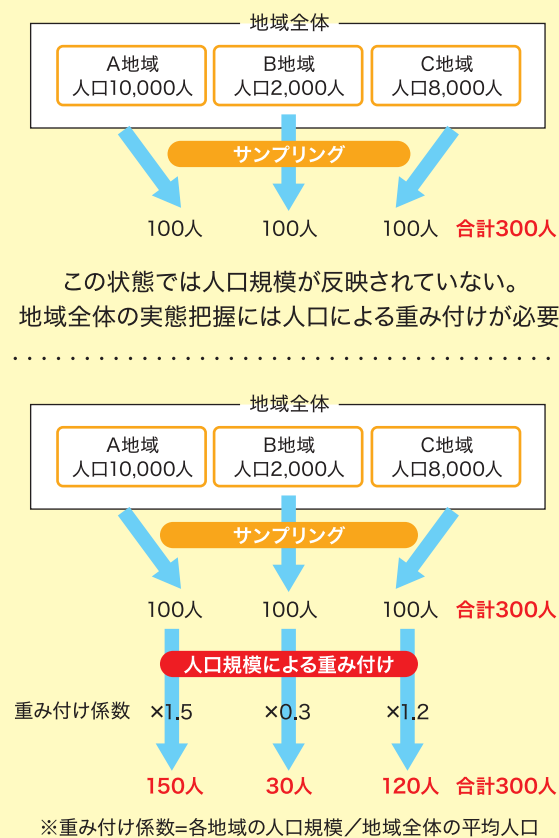 地域全体
A地域
人口10,000人
B地域
人口2,000人
C地域
人口8,000人
サンプリング
100人 100人 100人 合計300人
この状態では人口規模が反映されていない。
地域全体の実態把握には人口による重み付けが必要
地域全体
A地域
人口10,000人
B地域
人口2,000人
C地域
人口8,000人
サンプリング
100人 100人 100人 合計300人
人口規模による重み付け
重み付け係数 ×1.5 ×0.3 ×1.2
150人 30人 120人 合計300人
※重み付け係数=各地域の人口規模／地域全体の平均人口